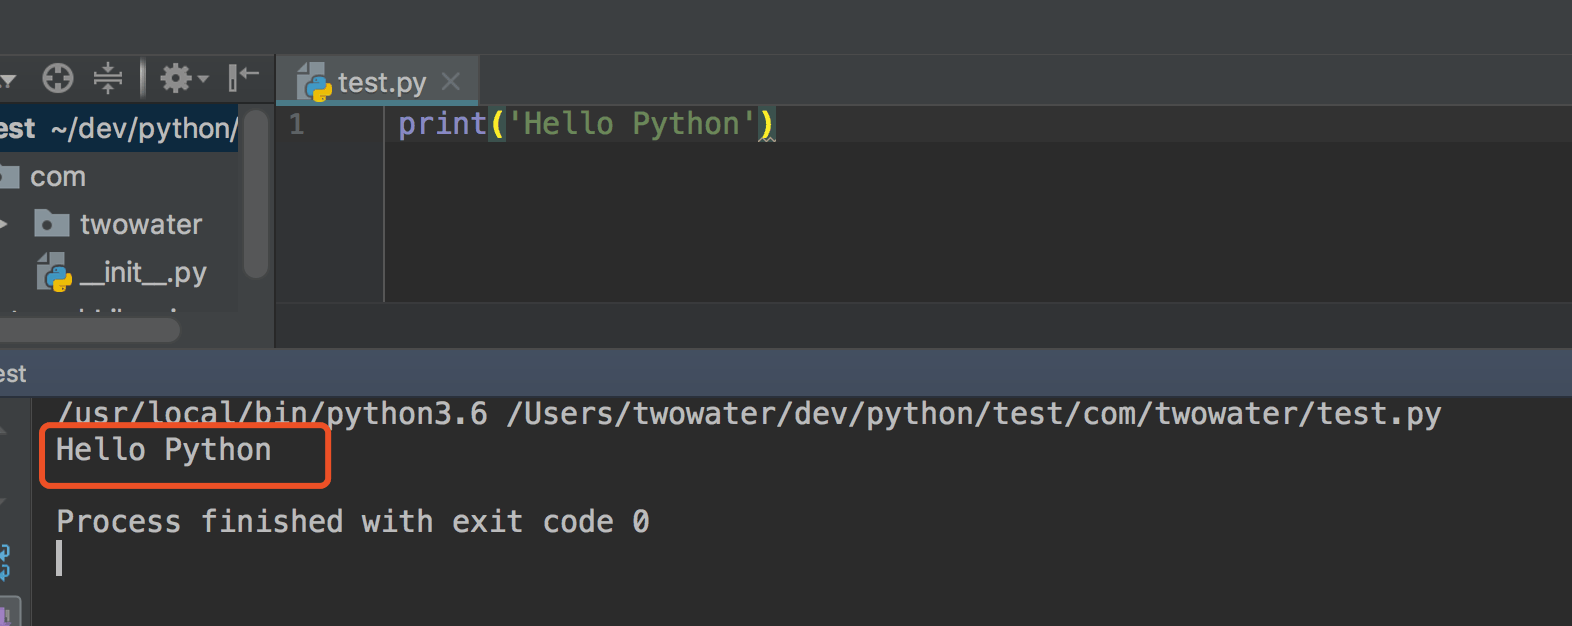 test.py
est ~/dev/python/
1 print('Hello Python')
com
twowater
__init__.py
est
/usr/local/bin/python3.6 /Users/twowater/dev/python/test/com/twowater/test.py
Hello Python
Process finished with exit code 0